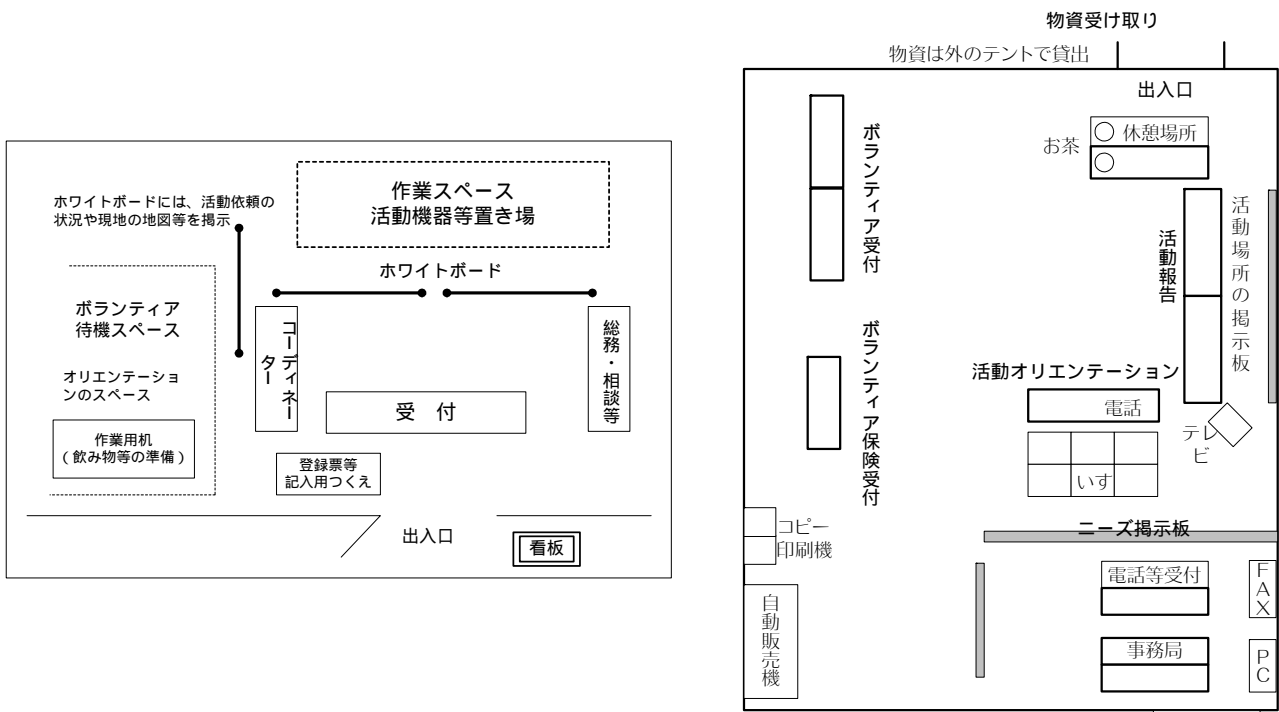 ホワイトボードには、活動依頼の
状況や現地の地図等を掲示
作業スペース
活動機器等置き場
ホワイトボード
ボランティア
待機スペース
オリエンテーショ
ンのスペース
作業用机
(飲み物等の準備)
コーディネー
ター
総務・相談等
受 付
登録票等
記入用つくえ
出入口
看板
物資受け取り
物資は外のテントで貸出
出入口
お茶
休憩場所
ボランティア受付
活動報告
活動場所の掲示板
ボランティア保険受付
活動オリエンテーション
電話
テレ
ビ
いす
コピー
印刷機
ニーズ掲示板
電話等受付
FAX
自動販売機
事務局
PC